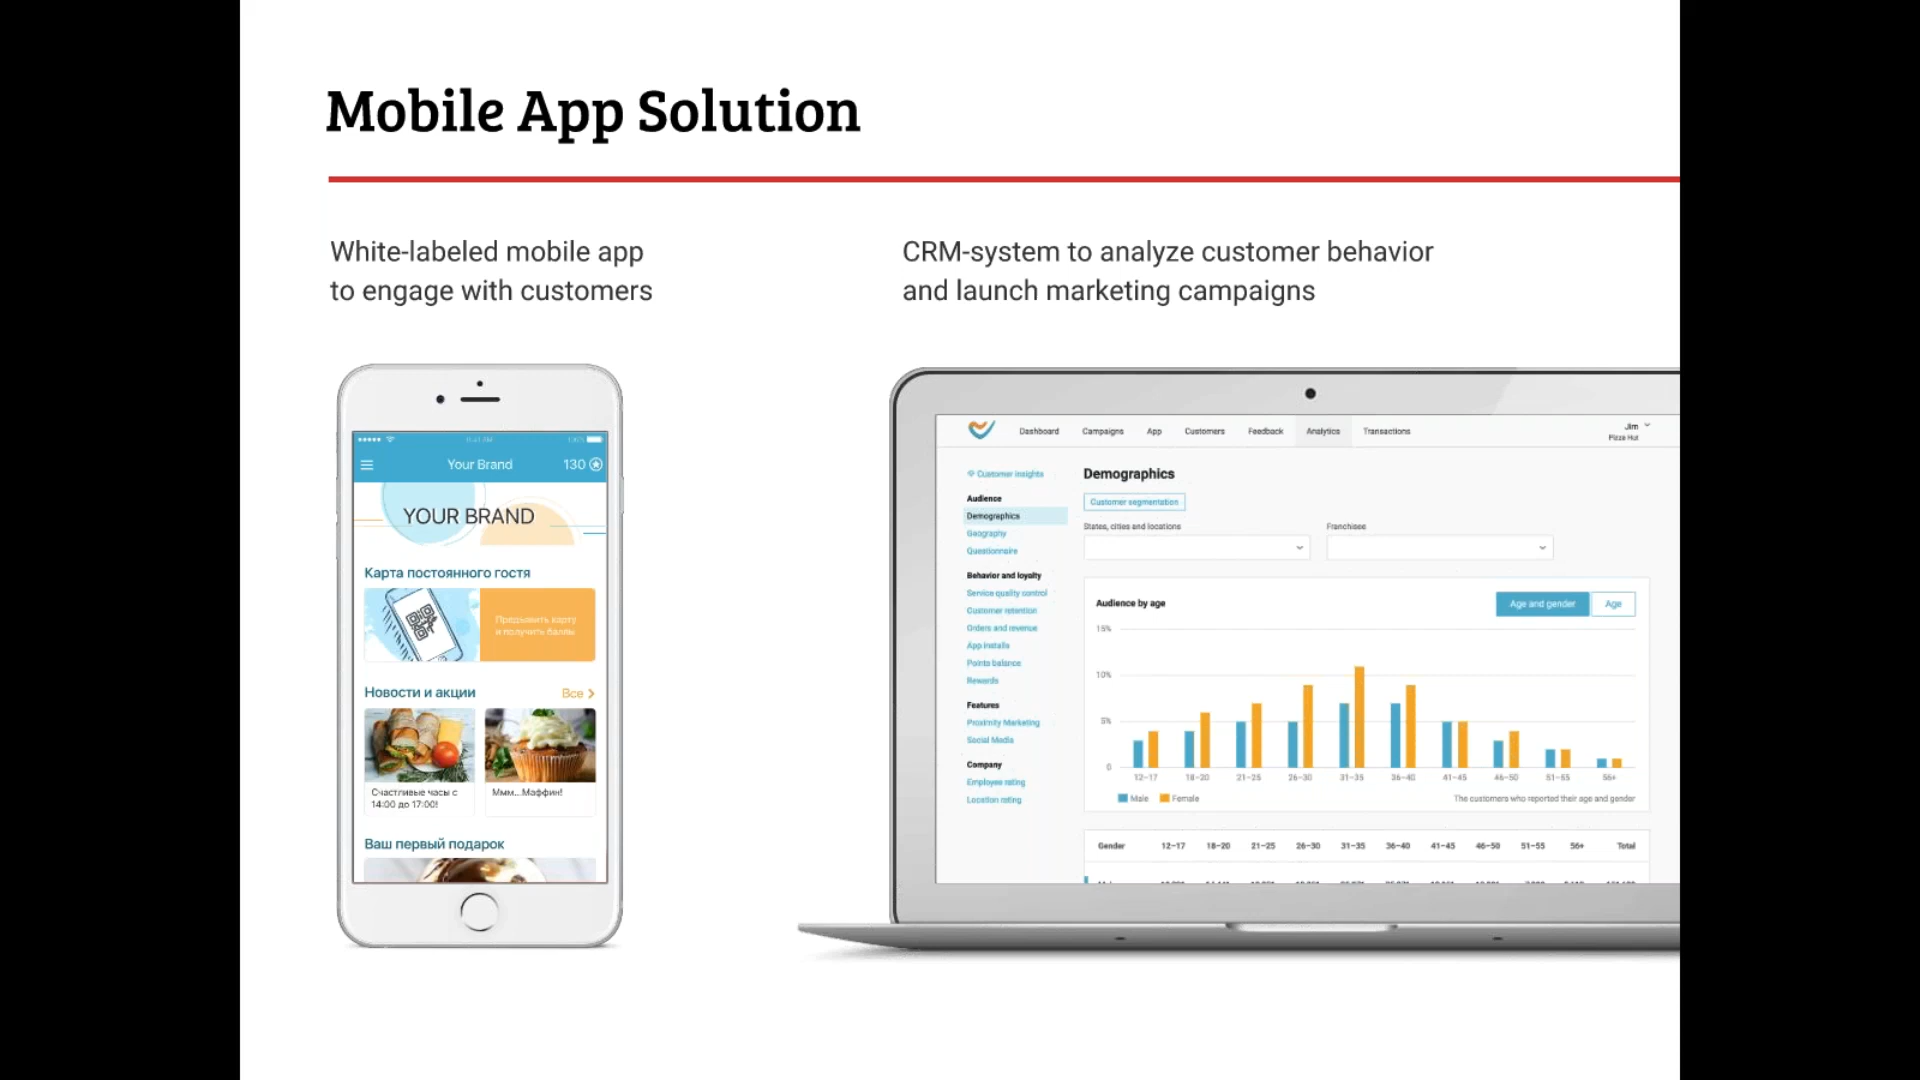 Mobile App Solution
White-labeled mobile app
to engage with customers
CRM-system to analyze customer behavior
and launch marketing campaigns
Your Brand
130
YOUR BRAND
Карта постоянного гостя
Предъявить карту
и получить баллы
Новости и акции
Все
Счастливые часы с
14:00 до 17:00!
Ммм...Маффин!
Ваш первый подарок
Dashboard Campaigns App Customers Feedback Analytics Transactions
Jim
Pizza Hut
Customer insights
Audience
Demographics
Geography
Questionnaire
Behavior and loyalty
Service quality control
Customer retention
Orders and revenue
App installs
Points balance
Rewards
Features
Proximity Marketing
Social Media
Company
Employee rating
Location rating
Demographics
Customer segmentation
States, cities and locations
Franchisee
Audience by age
Age and gender
Age
15%
10%
5%
0
12–17 18–20 21–25 26–30 31–35 36–40 41–45 46–50 51–55 56+
Male Female
The customers who reported their age and gender
Gender 12–17 18–20 21–25 26–30 31–35 36–40 41–45 46–50 51–55 56+ Total